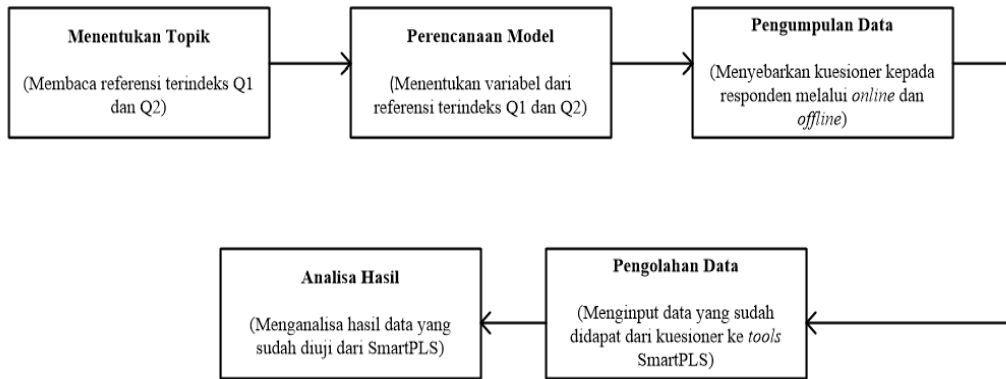 Menentukan Topik
(Membaca referensi terindeks Q1
dan Q2)
Perencanaan Model
(Menentukan variabel dari
referensi terindeks Q1 dan Q2)
Pengumpulan Data
(Menyebarkan kuesioner kepada
responden melalui online dan
offline)
Pengolahan Data
(Menginput data yang sudah
didapat dari kuesioner ke tools
SmartPLS)
Analisa Hasil
(Menganalisa hasil data yang
sudah diuji dari SmartPLS)